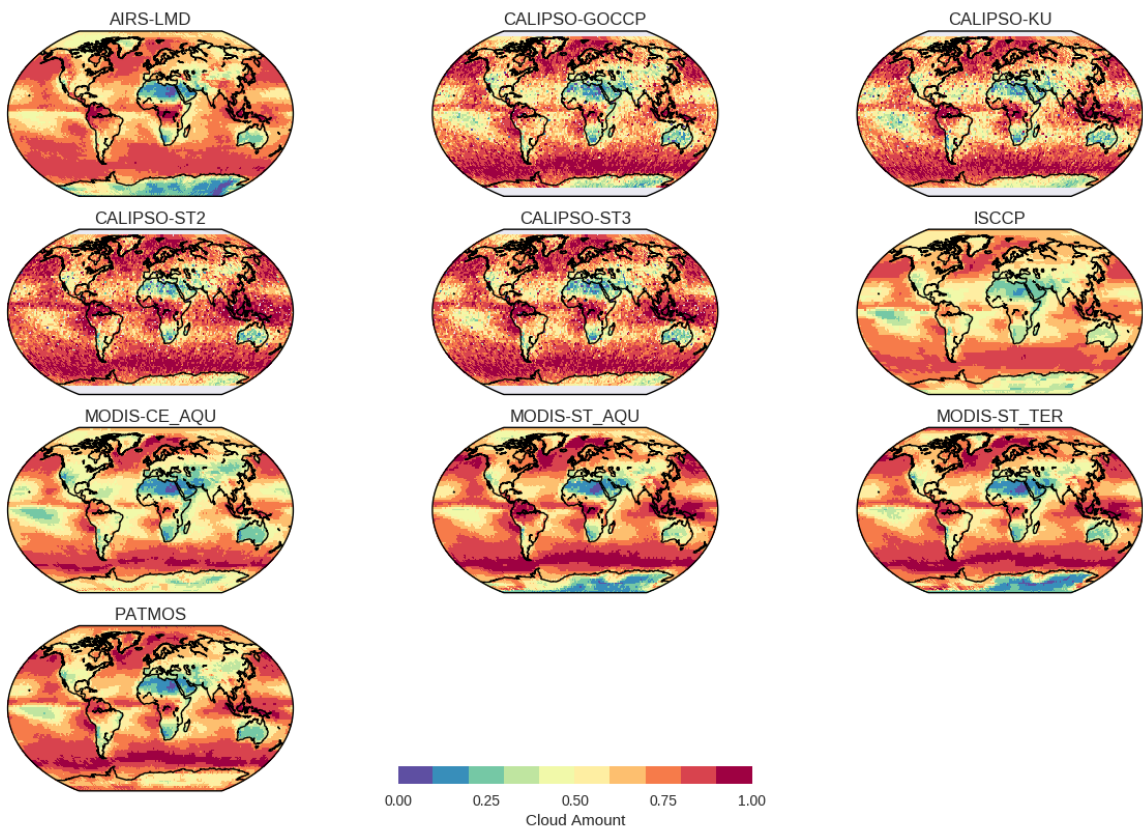 AIRS-LMD
CALIPSO-GOCCP
CALIPSO-KU
CALIPSO-ST2
CALIPSO-ST3
ISCCP
MODIS-CE_AQU
MODIS-ST_AQU
MODIS-ST_TER
PATMOS
0.00 0.25 0.50 0.75 1.00
Cloud Amount